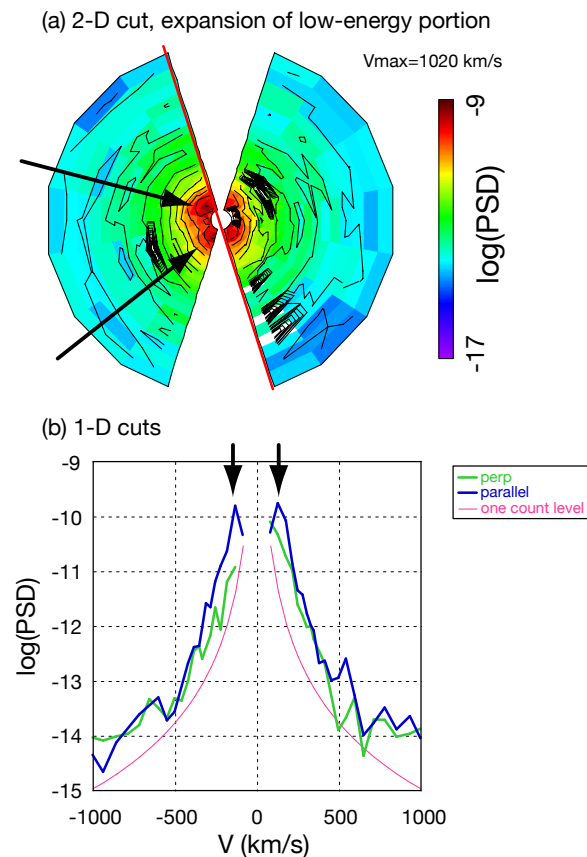 (a) 2-D cut, expansion of low-energy portion
Vmax=1020 km/s
-9
log(PSD)
-17
(b) 1-D cuts
-9
-10
-11
-12
-13
-14
-15
log(PSD)
-1000 -500 0 500 1000
V (km/s)
perp
parallel
one count level